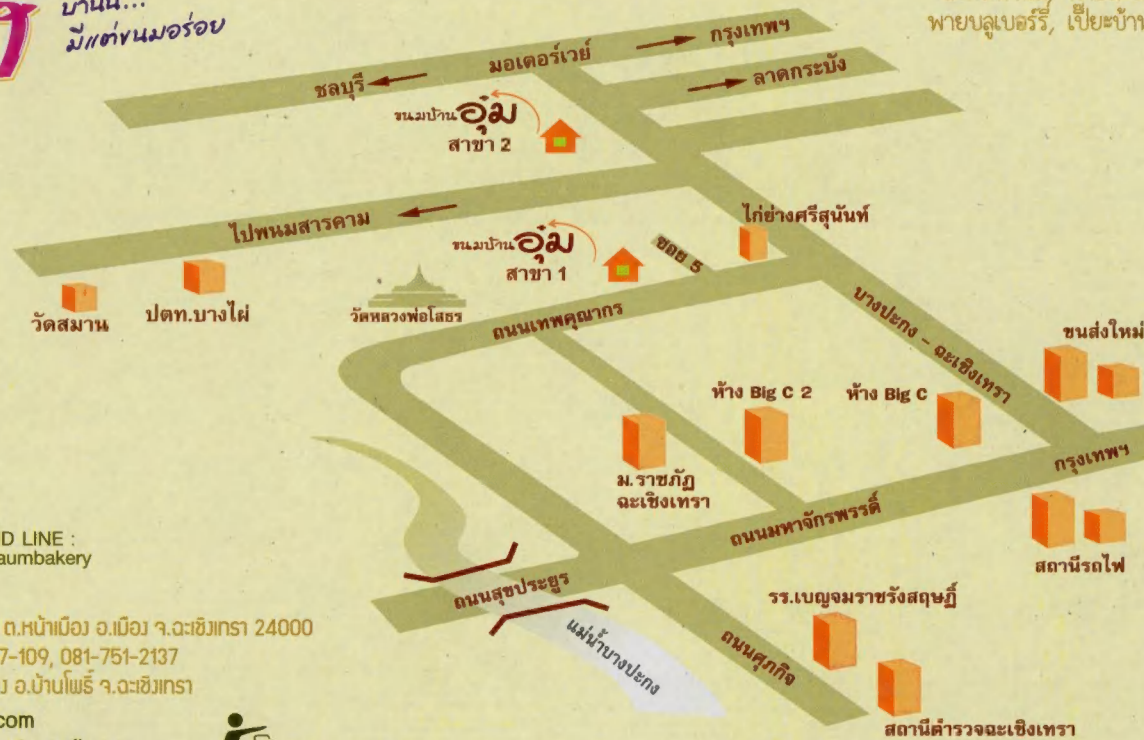 บ้านนี้...
มีแต่ขนมอร่อย
พายบลูเบอร์รี่, เปี๊ยะบ้าน
มอเตอร์เวย์
กรุงเทพฯ
ชลบุรี
ลาดกระบัง
ขนมบ้านอุ๋ม
สาขา 2
ไปพนมสารคาม
ไก่ย่างศรีสุนันท์
ขนมบ้านอุ๋ม
สาขา 1
ซอย 5
วัดสมาน
ปตท.บางไผ่
วัดหลวงพ่อโสธร
ถนนเทพคุณากร
บางปะกง - ฉะเชิงเทรา
ขนส่งใหม่
ห้าง Big C 2
ห้าง Big C
ม.ราชภัฏ
ฉะเชิงเทรา
กรุงเทพฯ
ถนนมหาจักรพรรดิ์
สถานีรถไฟ
ID LINE :
aumbakery
ถนนสุขประยูร
รร.เบญจมราชรังสฤษฎิ์
แม่น้ำบางปะกง
ถนนศุภกิจ
สถานีตำรวจฉะเชิงเทรา
ต.หน้าเมือง อ.เมือง จ.ฉะเชิงเทรา 24000
7-109, 081-751-2137
อ.บ้านโพธิ์ จ.ฉะเชิงเทรา
com